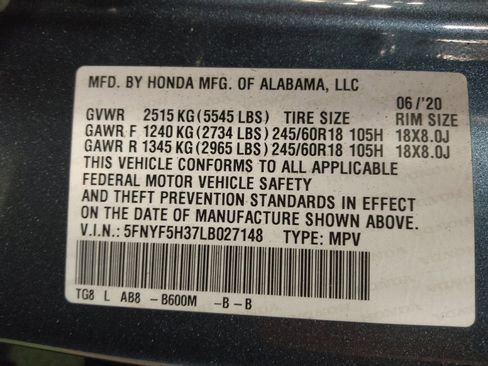 MFD. BY HONDA MFG. OF ALABAMA, LLC
06/'20
GVWR 2515 KG (5545 LBS) TIRE SIZE RIM SIZE
GAWR F 1240 KG (2734 LBS) 245/60R18 105H 18X8.0J
GAWR R 1345 KG (2965 LBS) 245/60R18 105H 18X8.0J
THIS VEHICLE CONFORMS TO ALL APPLICABLE
FEDERAL MOTOR VEHICLE SAFETY
AND THEFT PREVENTION STANDARDS IN EFFECT
ON THE DATE OF MANUFACTURE SHOWN ABOVE.
V.I.N.: 5FNYF5H37LB027148 TYPE: MPV
TG8 L AB8 -B600M -B -B